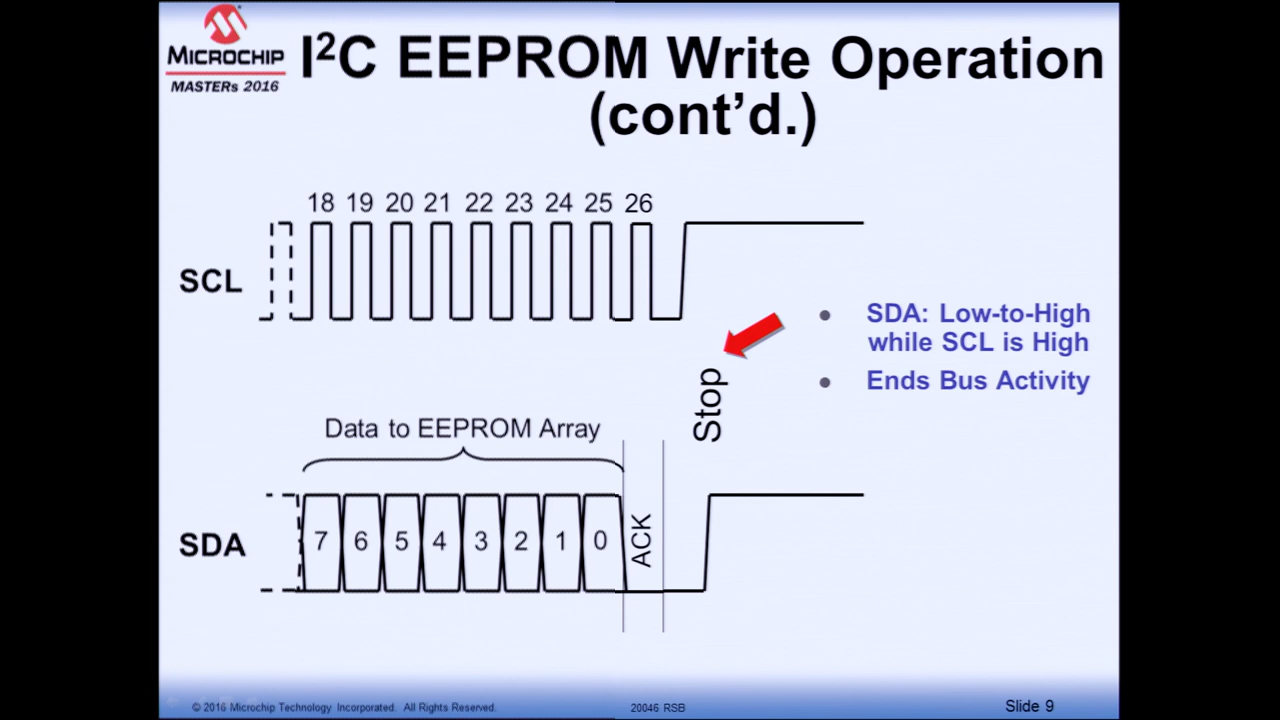 MICROCHIP
MASTERs 2016
I²C EEPROM Write Operation
(cont'd.)
18 19 20 21 22 23 24 25 26
SCL
SDA: Low-to-High
while SCL is High
Ends Bus Activity
Stop
Data to EEPROM Array
SDA
7 6 5 4 3 2 1 0
ACK
© 2016 Microchip Technology Incorporated. All Rights Reserved.
20046 RSB
Slide 9